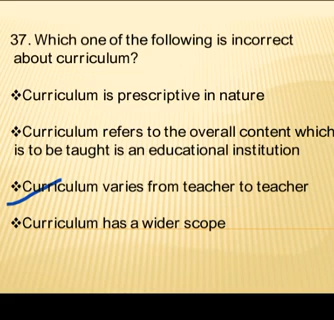 37. Which one of the following is incorrect
about curriculum?
❖Curriculum is prescriptive in nature
❖Curriculum refers to the overall content which
is to be taught is an educational institution
❖Curriculum varies from teacher to teacher
❖Curriculum has a wider scope